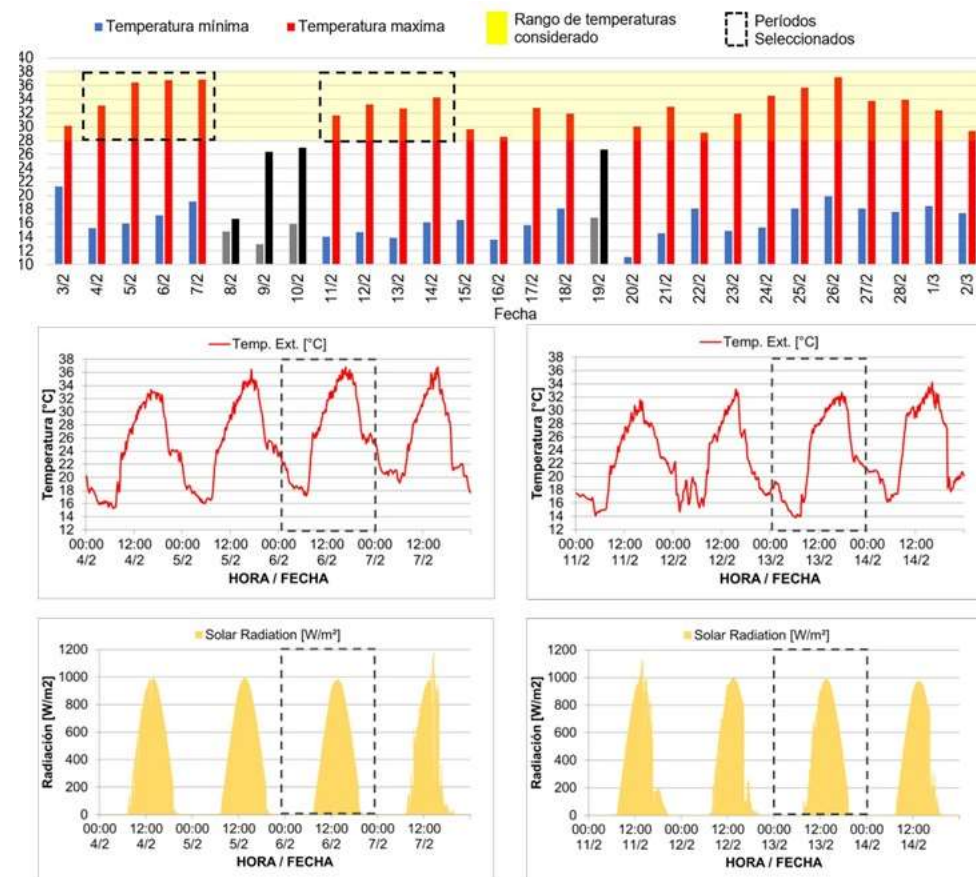 Temperatura mínima
Temperatura maxima
Rango de temperaturas
considerado
Períodos
Seleccionados
40
38
36
34
32
30
28
26
24
22
20
18
16
14
12
10
3/2 4/2 5/2 6/2 7/2 8/2 9/2 10/2 11/2 12/2 13/2 14/2 15/2 16/2 17/2 18/2 19/2 20/2 21/2 22/2 23/2 24/2 25/2 26/2 27/2 28/2 1/3 2/3
Fecha
Temp. Ext. [°C]
Temperatura [°C]
38
36
34
32
30
28
26
24
22
20
18
16
14
12
00:00 12:00 00:00 12:00 00:00 12:00 00:00 12:00
4/2 4/2 5/2 5/2 6/2 6/2 7/2 7/2
HORA / FECHA
Temp. Ext. [°C]
Temperatura [°C]
38
36
34
32
30
28
26
24
22
20
18
16
14
12
00:00 12:00 00:00 12:00 00:00 12:00 00:00 12:00
11/2 11/2 12/2 12/2 13/2 13/2 14/2 14/2
HORA / FECHA
Solar Radiation [W/m²]
Radiación [W/m2]
1200
1000
800
600
400
200
0
00:00 12:00 00:00 12:00 00:00 12:00 00:00 12:00
4/2 4/2 5/2 5/2 6/2 6/2 7/2 7/2
HORA / FECHA
Solar Radiation [W/m²]
Radiación [W/m2]
1200
1000
800
600
400
200
0
00:00 12:00 00:00 12:00 00:00 12:00 00:00 12:00
11/2 11/2 12/2 12/2 13/2 13/2 14/2 14/2
HORA / FECHA